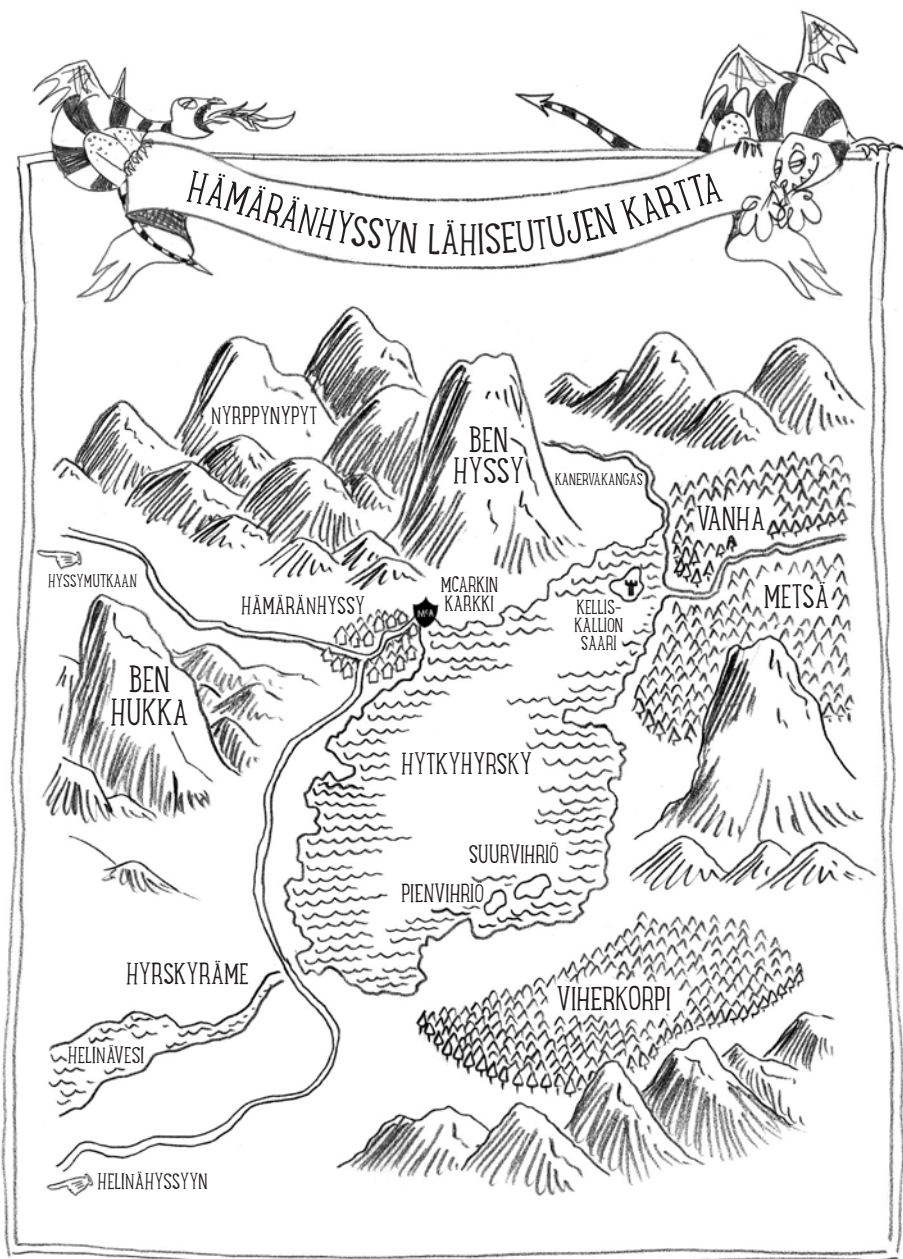 HÄMÄRÄNHYSSYN LÄHISEUTUJEN KARTTA
NYRPPYNYPYT
BEN
HYSSY
KANERVAKANGAS
VANHA
METSÄ
HYSSYMUTKAAN
HÄMÄRÄNHYSSY
MCARKIN
KARKKI
McA
KELLIS-
KALLION
SAARI
BEN
HUKKA
HYTKYHYRSKY
SUURVIHRIÖ
PIENVIHRIÖ
HYRSKYRÄME
HELINÄVESI
VIHERKORPI
HELINÄHYSSYYN